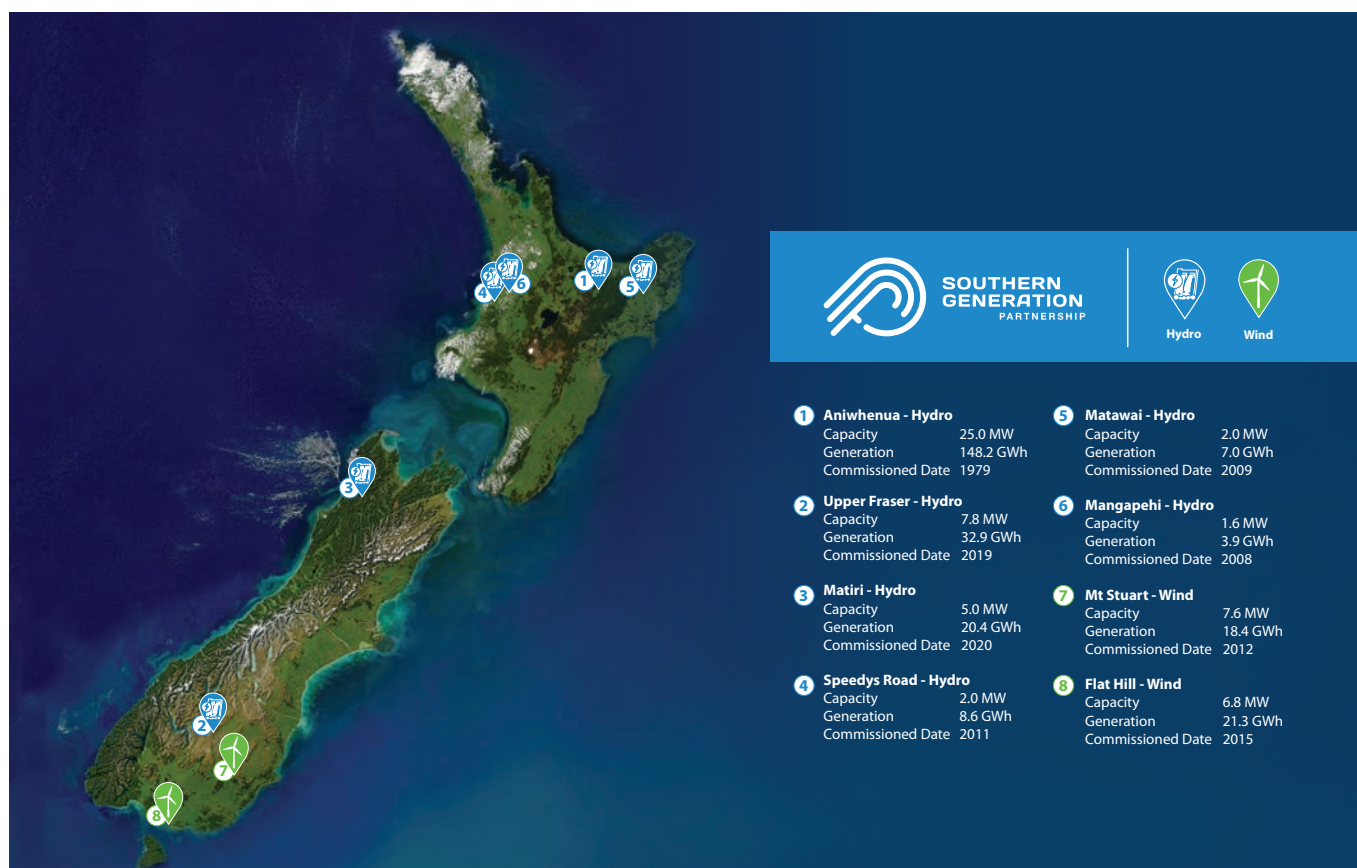 4
6
1
5
3
2
7
8
SOUTHERN
GENERATION
PARTNERSHIP
Hydro
Wind
1 Aniwhenua - Hydro
Capacity 25.0 MW
Generation 148.2 GWh
Commissioned Date 1979
2 Upper Fraser - Hydro
Capacity 7.8 MW
Generation 32.9 GWh
Commissioned Date 2019
3 Matiri - Hydro
Capacity 5.0 MW
Generation 20.4 GWh
Commissioned Date 2020
4 Speedys Road - Hydro
Capacity 2.0 MW
Generation 8.6 GWh
Commissioned Date 2011
5 Matawai - Hydro
Capacity 2.0 MW
Generation 7.0 GWh
Commissioned Date 2009
6 Mangapehi - Hydro
Capacity 1.6 MW
Generation 3.9 GWh
Commissioned Date 2008
7 Mt Stuart - Wind
Capacity 7.6 MW
Generation 18.4 GWh
Commissioned Date 2012
8 Flat Hill - Wind
Capacity 6.8 MW
Generation 21.3 GWh
Commissioned Date 2015